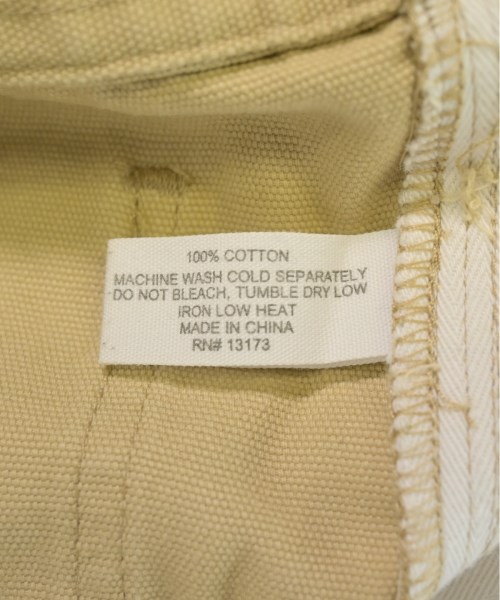 100% COTTON
MACHINE WASH COLD SEPARATELY
DO NOT BLEACH, TUMBLE DRY LOW
IRON LOW HEAT
MADE IN CHINA
RN# 13173